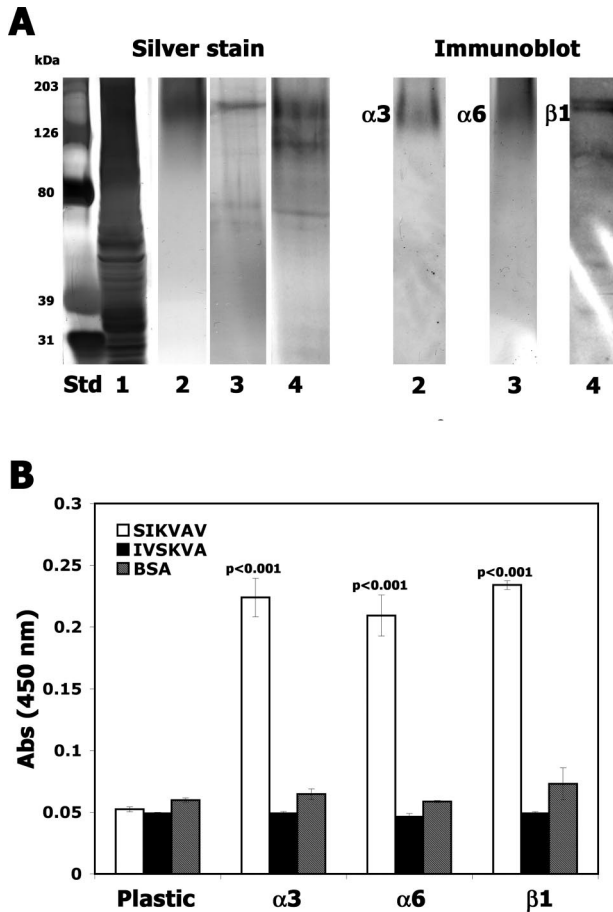 A
Silver stain Immunoblot
kDa
203
126
80
39
31
α3 α6 β1
Std 1 2 3 4 2 3 4
B
0.3
0.25
0.2
0.15
0.1
0.05
0
Abs (450 nm)
SIKVAV
IVSKVA
BSA
p<0.001 p<0.001 p<0.001
Plastic α3 α6 β1